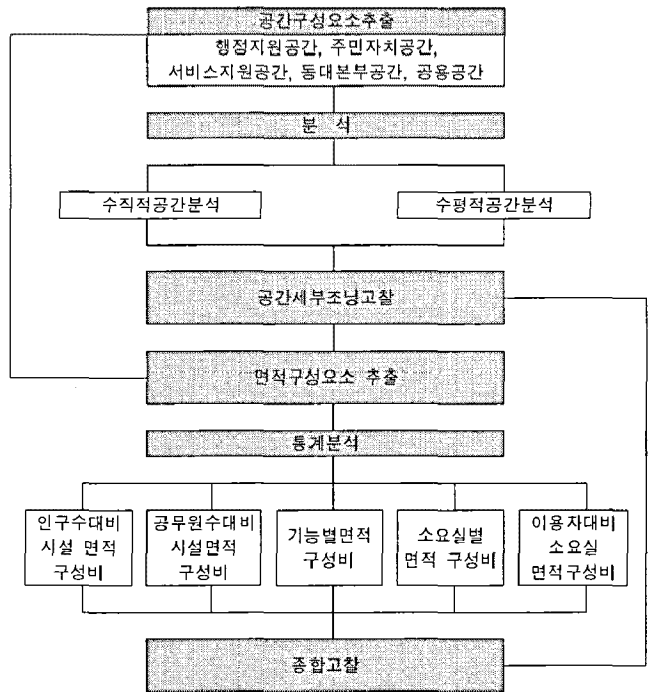 공간구성요소추출
행정지원공간, 주민자치공간,
서비스지원공간, 동대본부공간, 공용공간
분 석
수직적공간분석
수평적공간분석
공간세부조닝고찰
면적구성요소 추출
통계분석
인구수대비
시설 면적
구성비
공무원수대비
시설면적
구성비
기능별면적
구성비
소요실별
면적 구성비
이용자대비
소요실
면적구성비
종합고찰